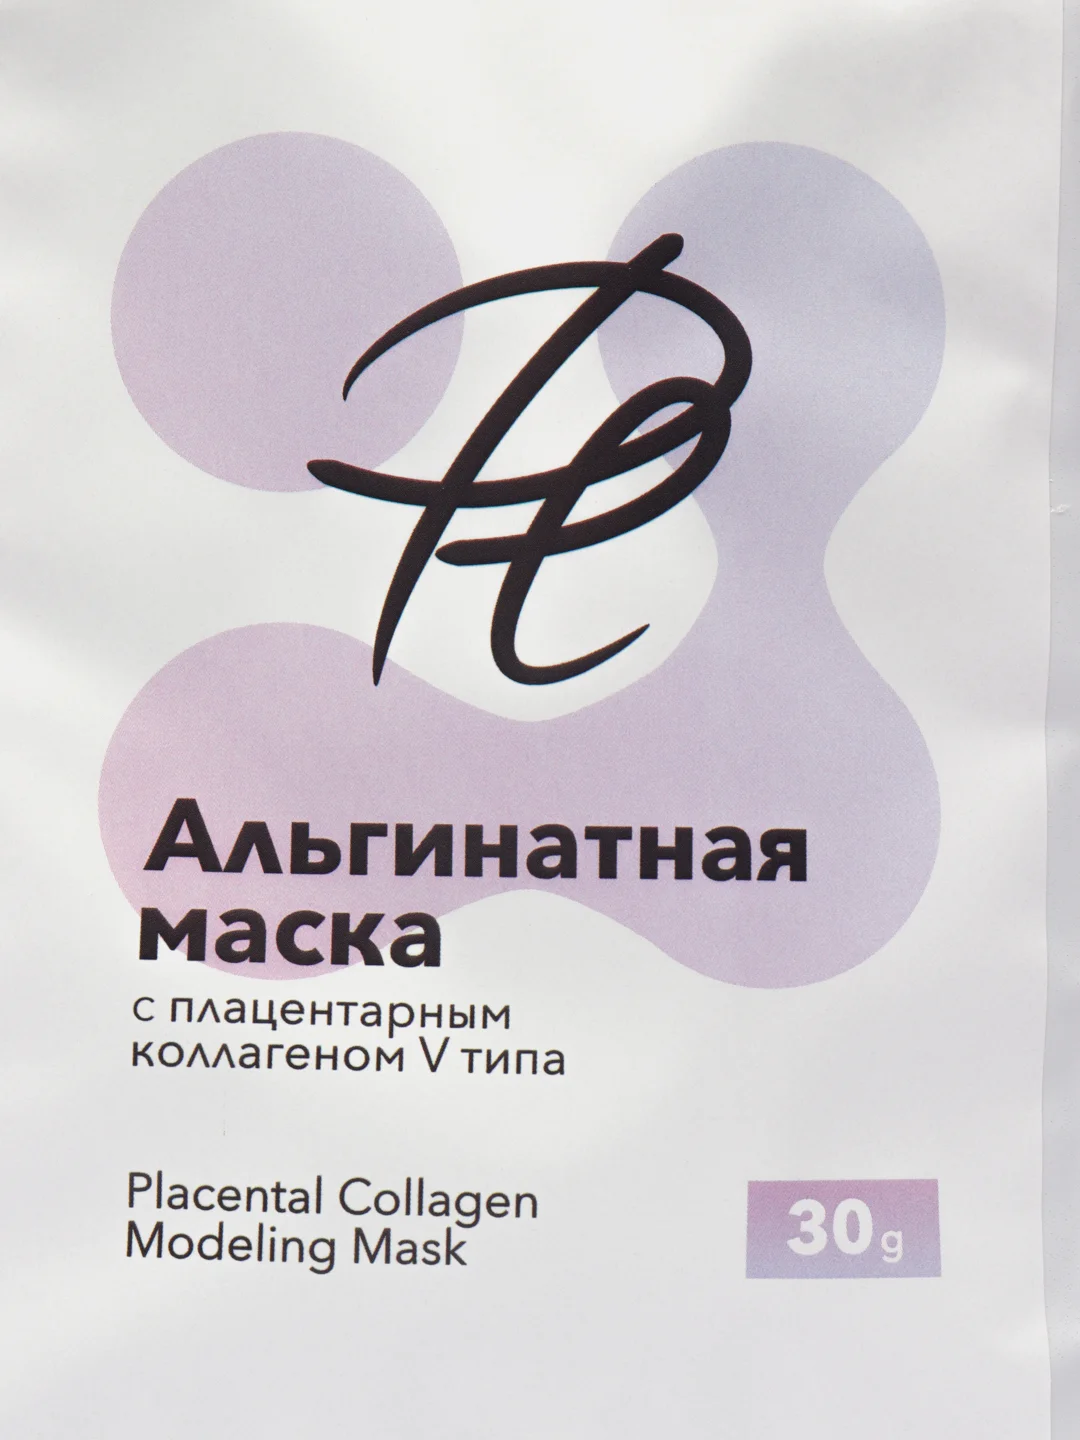 Альгинатная
маска
с плацентарным
коллагеном V типа
Placental Collagen
Modeling Mask
30g